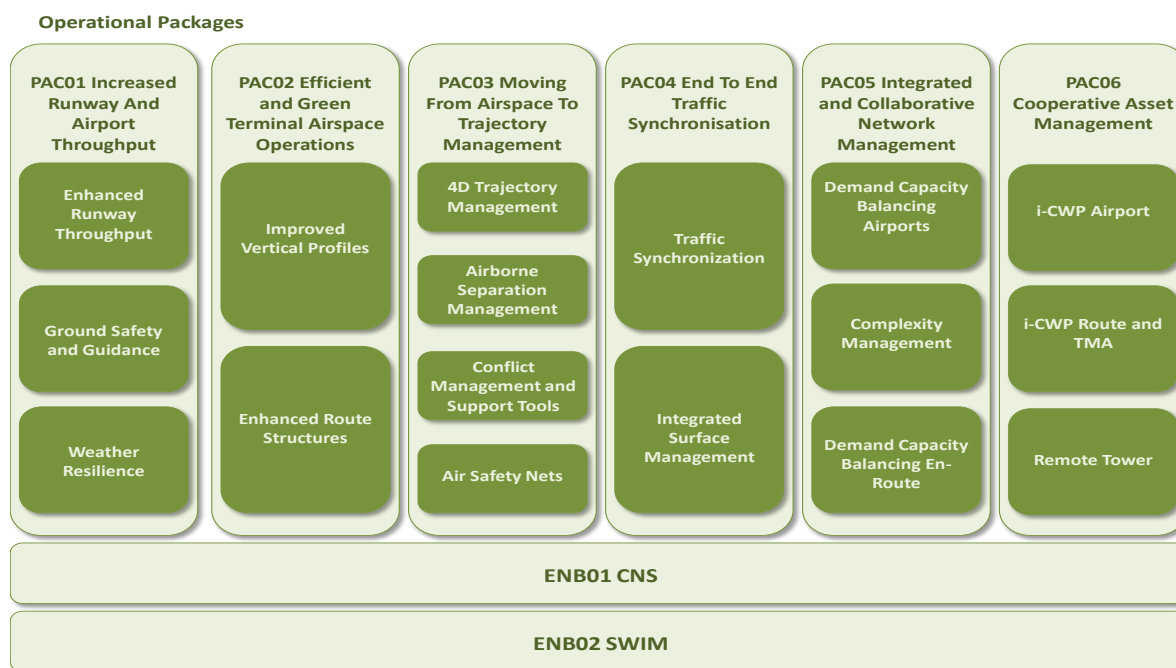 Operational Packages
PAC01 Increased
Runway And
Airport
Throughput
Enhanced
Runway
Throughput
Ground Safety
and Guidance
Weather
Resilience
PAC02 Efficient
and Green
Terminal Airspace
Operations
Improved
Vertical Profiles
Enhanced Route
Structures
PAC03 Moving
From Airspace To
Trajectory
Management
4D Trajectory
Management
Airborne
Separation
Management
Conflict
Management and
Support Tools
Air Safety Nets
PAC04 End To End
Traffic
Synchronisation
Traffic
Synchronization
Integrated
Surface
Management
PAC05 Integrated
and Collaborative
Network
Management
Demand Capacity
Balancing
Airports
Complexity
Management
Demand Capacity
Balancing En-
Route
PAC06
Cooperative Asset
Management
i-CWP Airport
i-CWP Route and
TMA
Remote Tower
ENB01 CNS
ENB02 SWIM